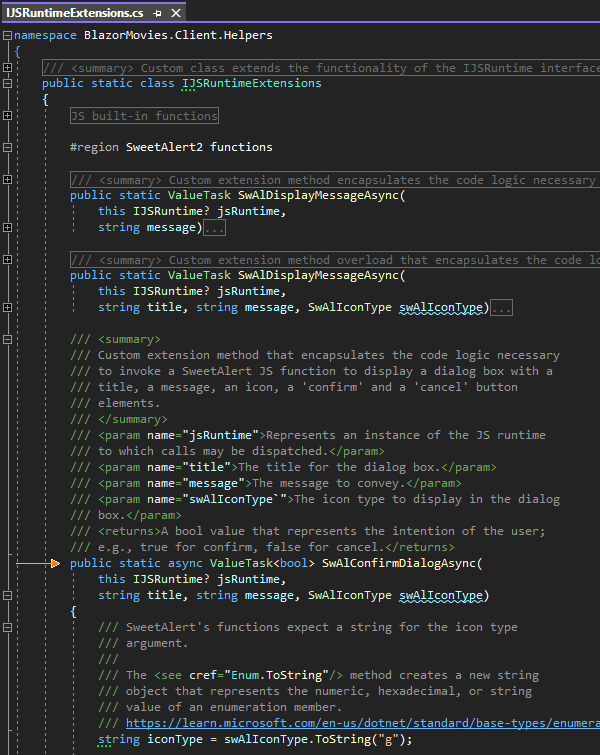 IJSRuntimeExtensions.cs
namespace BlazorMovies.Client.Helpers
{
/// <summary> Custom class extends the functionality of the IJSRuntime interface
public static class IJSRuntimeExtensions
{
JS built-in functions
#region SweetAlert2 functions
/// <summary> Custom extension method encapsulates the code logic necessary
public static ValueTask SwAlDisplayMessageAsync(
this IJSRuntime? jsRuntime,
string message)...
/// <summary> Custom extension method overload that encapsulates the code lo
public static ValueTask SwAlDisplayMessageAsync(
this IJSRuntime? jsRuntime,
string title, string message, SwAlIconType swAlIconType)...
/// <summary>
/// Custom extension method that encapsulates the code logic necessary
/// to invoke a SweetAlert JS function to display a dialog box with a
/// title, a message, an icon, a 'confirm' and a 'cancel' button
/// elements.
/// </summary>
/// <param name="jsRuntime">Represents an instance of the JS runtime
/// to which calls may be dispatched.</param>
/// <param name="title">The title for the dialog box.</param>
/// <param name="message">The message to convey.</param>
/// <param name="swAlIconType`">The icon type to display in the dialog
/// box.</param>
/// <returns>A bool value that represents the intention of the user;
/// e.g., true for confirm, false for cancel.</returns>
public static async ValueTask<bool> SwAlConfirmDialogAsync(
this IJSRuntime? jsRuntime,
string title, string message, SwAlIconType swAlIconType)
{
/// SweetAlert's functions expect a string for the icon type
/// argument.
///
/// The <see cref="Enum.ToString"/> method creates a new string
/// object that represents the numeric, hexadecimal, or string
/// value of an enumeration member.
/// https://learn.microsoft.com/en-us/dotnet/standard/base-types/enumera
string iconType = swAlIconType.ToString("g");